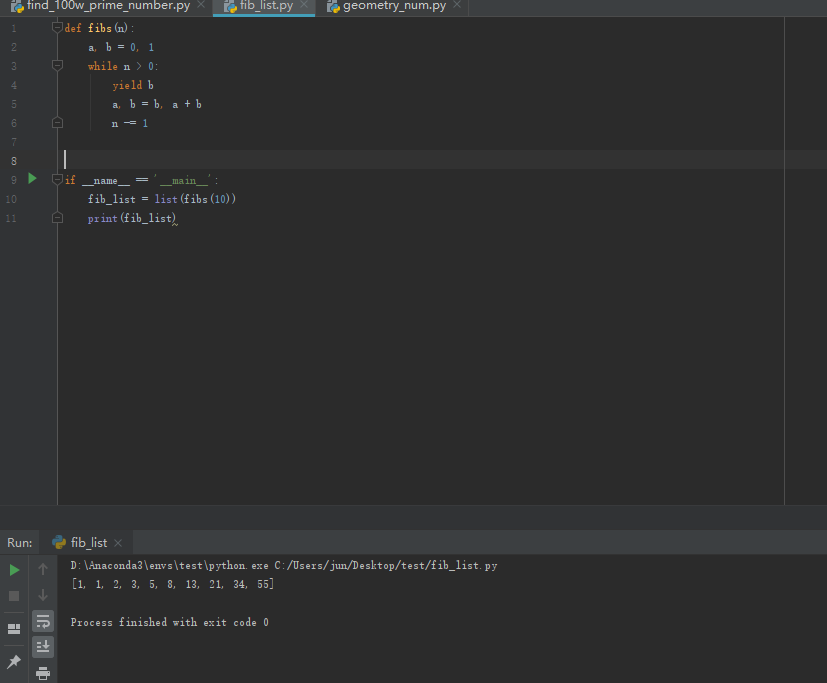 find_100w_prime_number.py fib_list.py geometry_num.py
1 def fibs(n):
2 a, b = 0, 1
3 while n > 0:
4 yield b
5 a, b = b, a + b
6 n -= 1
7
8
9 if __name__ == '__main__':
10 fib_list = list(fibs(10))
11 print(fib_list)
Run: fib_list
D:\Anaconda3\envs\test\python.exe C:/Users/jun/Desktop/test/fib_list.py
[1, 1, 2, 3, 5, 8, 13, 21, 34, 55]
Process finished with exit code 0